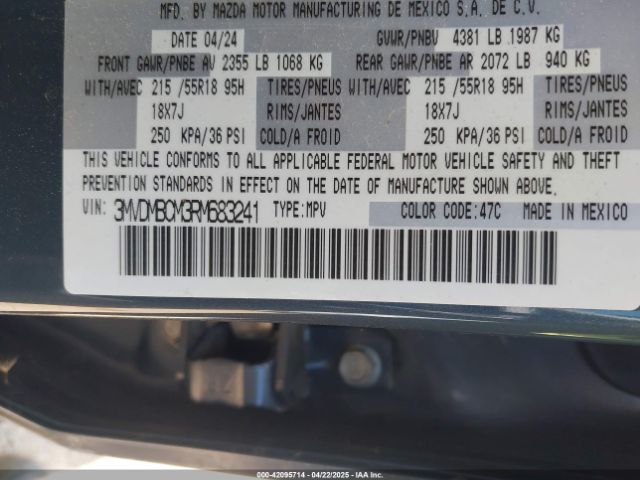 MFD. BY MAZDA MOTOR MANUFACTURING DE MEXICO S.A. DE C.V.
DATE 04/24 GVWR/PNBV 4381 LB 1987 KG
FRONT GAWR/PNBE AV 2355 LB 1068 KG REAR GAWR/PNBE AR 2072 LB 940 KG
WITH/AVEC 215 /55R18 95H TIRES/PNEUS WITH/AVEC 215 /55R18 95H TIRES/PNEUS
18X7J RIMS/JANTES 18X7J RIMS/JANTES
250 KPA/36 PSI COLD/A FROID 250 KPA/36 PSI COLD/A FROID
THIS VEHICLE CONFORMS TO ALL APPLICABLE FEDERAL MOTOR VEHICLE SAFETY AND THEFT
PREVENTION STANDARDS IN EFFECT ON THE DATE OF MANUFACTURE SHOWN ABOVE.
VIN: 3MVDMBCM3RM683241 TYPE:MPV COLOR CODE:47C MADE IN MEXICO
000-42095714 - 04/22/2025 - IAA Inc.